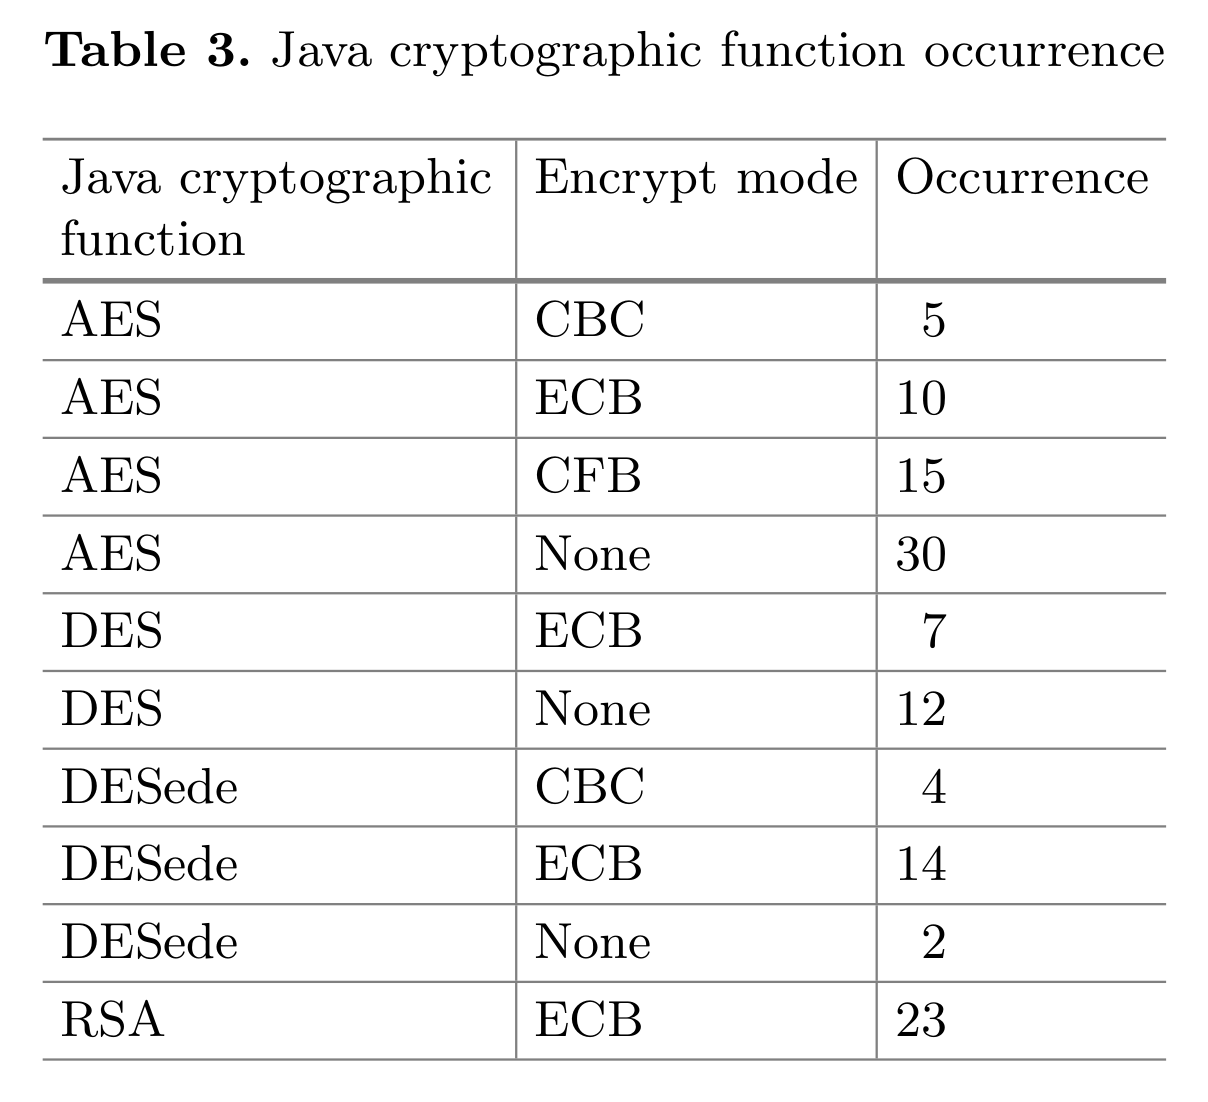 Table 3. Java cryptographic function occurrence
Java cryptographic function Encrypt mode Occurrence
AES CBC 5
AES ECB 10
AES CFB 15
AES None 30
DES ECB 7
DES None 12
DESede CBC 4
DESede ECB 14
DESede None 2
RSA ECB 23